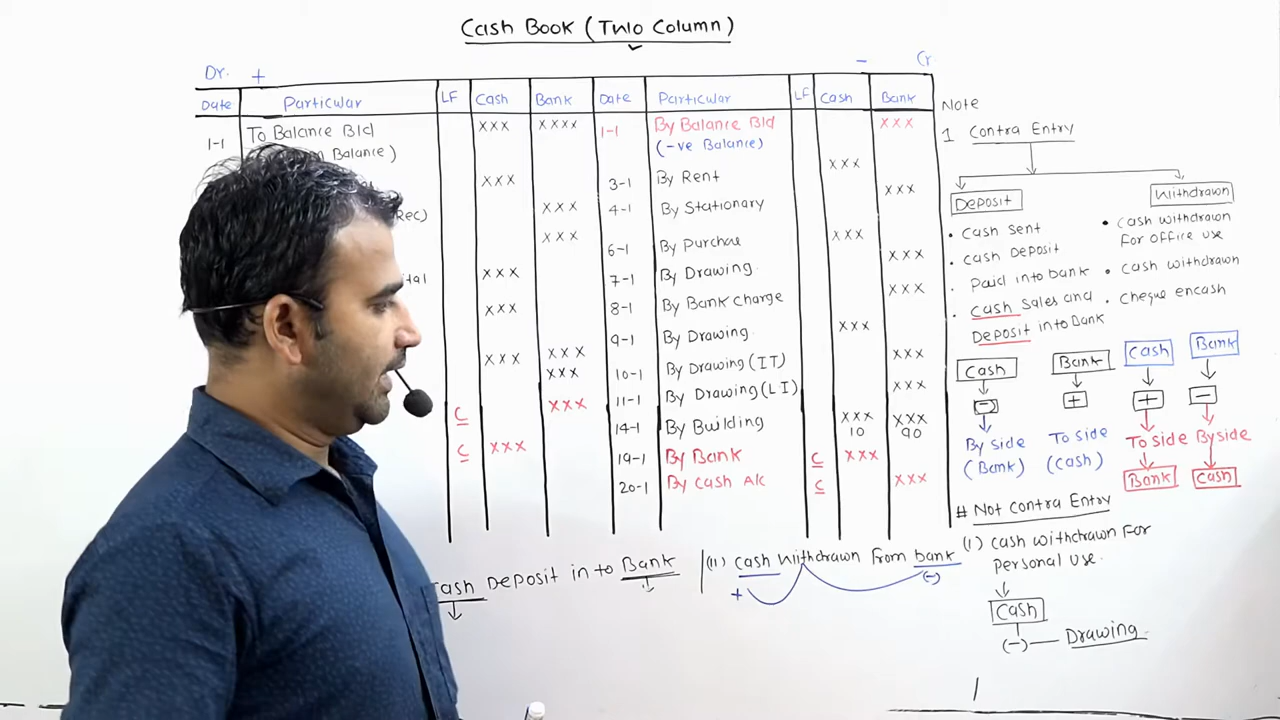 Cash Book (Two Column)
Dr. +
- Cr
Date Particular LF Cash Bank Date Particular LF Cash Bank
1-1 To Balance Bld xxx xxxx 1-1 By Balance Bld xxx
Balance) (-ve Balance)
xxx 3-1 By Rent xxx
Rec) xxx 4-1 By Stationary xxx
xxx 6-1 By Purchae xxx
ital xxx 7-1 By Drawing xxx
xxx 8-1 By Bank charge xxx
xxx 9-1 By Drawing xxx
xxx xxx 10-1 By Drawing (IT) xxx
xxx 11-1 By Drawing (LI) xxx
C xxx 14-1 By Building xxx xxx
10 90
C xxx 19-1 By Bank C xxx
20-1 By cash A/c C xxx
Cash Deposit in to Bank
(ii) Cash withdrawn From bank
+ (-)
Note
1 Contra Entry
Deposit
• Cash sent
• Cash Deposit
• Paid into bank
• Cash Sales and
Deposit into Bank
Withdrawn
• Cash withdrawn
For office use
• Cash withdrawn
• Cheque encash
Cash Bank Cash Bank
- + + -
By side To side To side By side
(Bank) (Cash) Bank Cash
# Not Contra Entry
(i) Cash withdrawn For
personal use.
Cash
(-) — Drawing